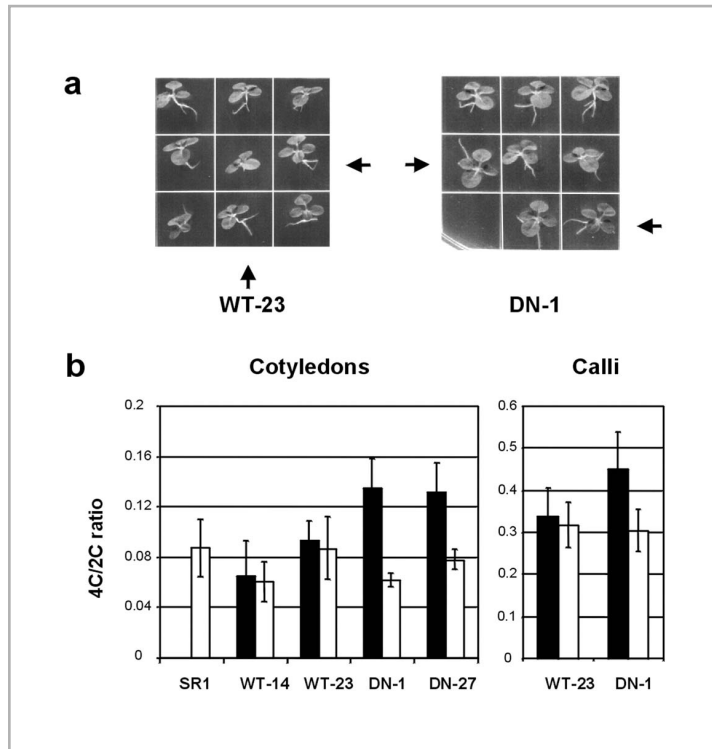 a
WT-23
DN-1
b
Cotyledons
Calli
4C/2C ratio
0.2
0.16
0.12
0.08
0.04
0
SR1
WT-14
WT-23
DN-1
DN-27
0.6
0.5
0.4
0.3
0.2
0.1
0
WT-23
DN-1